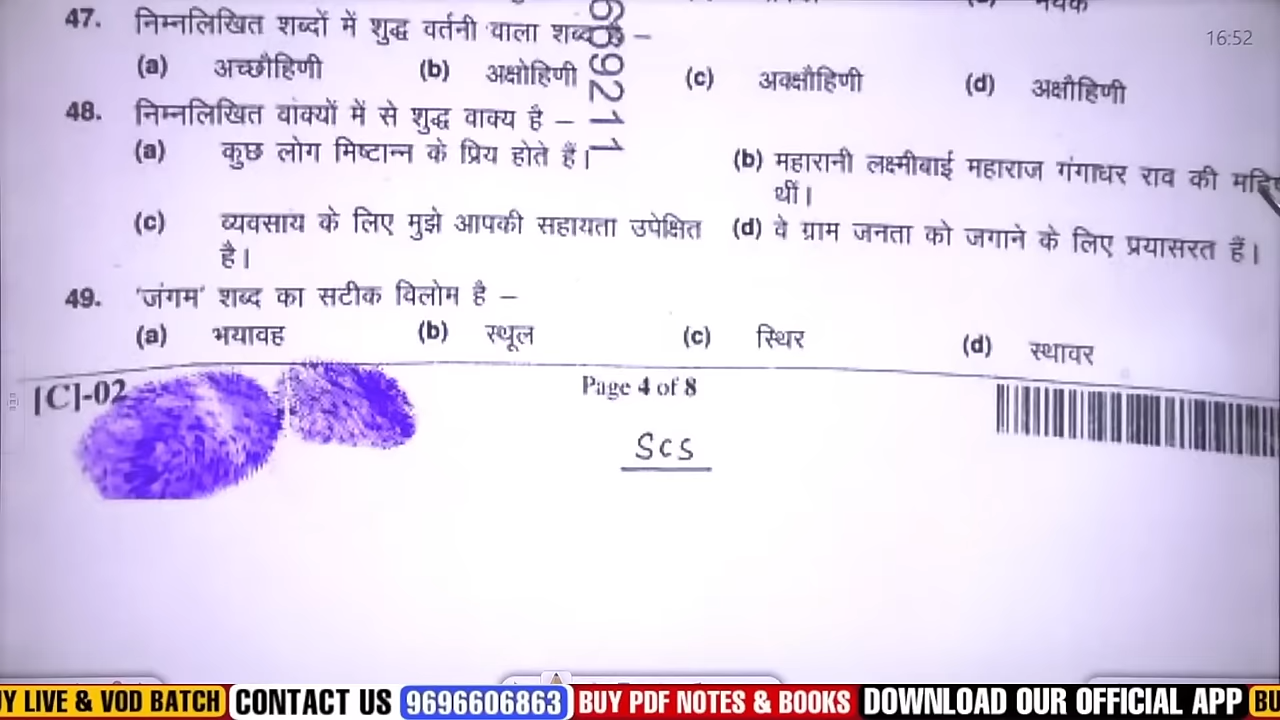 47. निम्नलिखित शब्दों में शुद्ध वर्तनी वाला शब्द –
(a) अच्छौहिणी (b) अक्षोहिणी (c) अक्क्षौहिणी (d) अक्षौहिणी
48. निम्नलिखित वाक्यों में से शुद्ध वाक्य है –
(a) कुछ लोग मिष्टान्न के प्रिय होते हैं। (b) महारानी लक्ष्मीबाई महाराज गंगाधर राव की
थीं।
(c) व्यवसाय के लिए मुझे आपकी सहायता उपेक्षित (d) वे ग्राम जनता को जगाने के लिए प्रयासरत हैं।
है।
49. 'जंगम' शब्द का सटीक विलोम है –
(a) भयावह (b) स्थूल (c) स्थिर (d) स्थावर
[C]-02 Page 4 of 8
SCS
16:52
LIVE & VOD BATCH CONTACT US 9696606863 BUY PDF NOTES & BOOKS DOWNLOAD OUR OFFICIAL APP